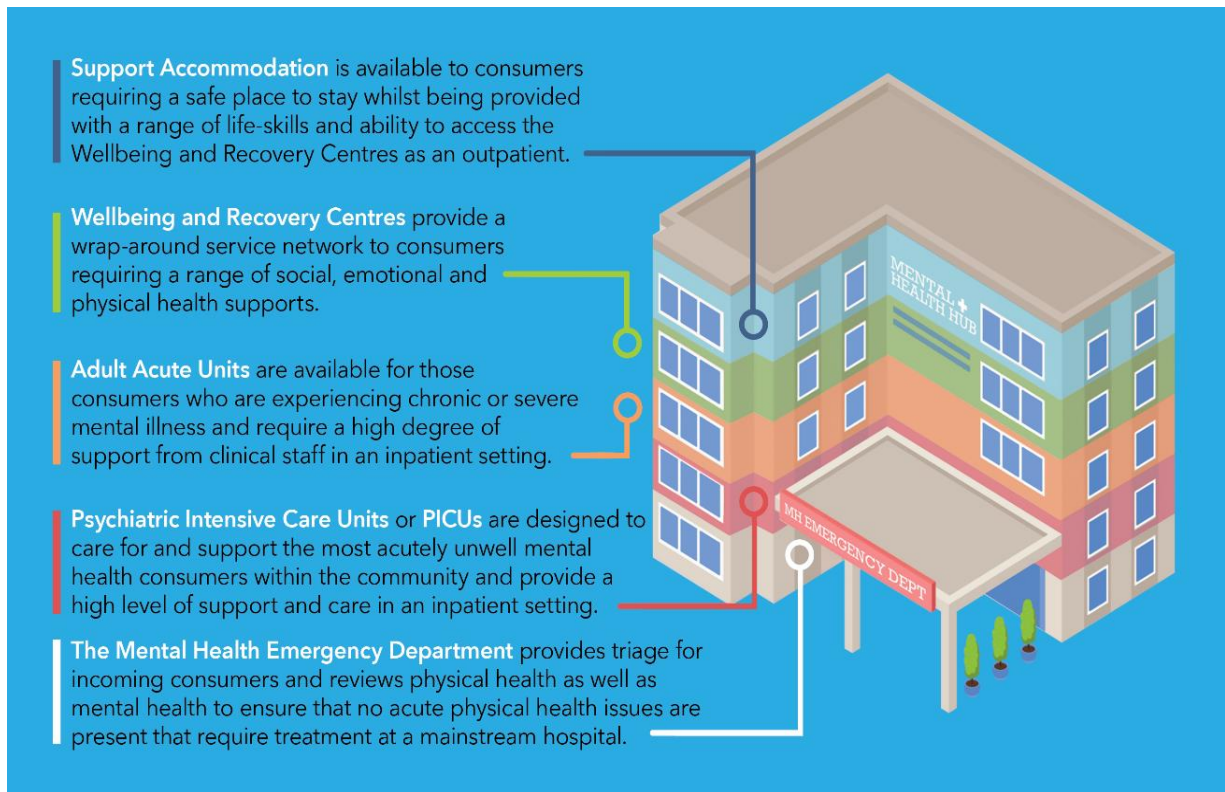 Support Accommodation is available to consumers
requiring a safe place to stay whilst being provided
with a range of life-skills and ability to access the
Wellbeing and Recovery Centres as an outpatient.
Wellbeing and Recovery Centres provide a
wrap-around service network to consumers
requiring a range of social, emotional and
physical health supports.
Adult Acute Units are available for those
consumers who are experiencing chronic or severe
mental illness and require a high degree of
support from clinical staff in an inpatient setting.
Psychiatric Intensive Care Units or PICUs are designed to
care for and support the most acutely unwell mental
health consumers within the community and provide a
high level of support and care in an inpatient setting.
The Mental Health Emergency Department provides triage for
incoming consumers and reviews physical health as well as
mental health to ensure that no acute physical health issues are
present that require treatment at a mainstream hospital.
MENTAL
HEALTH HUB
MH EMERGENCY DEPT